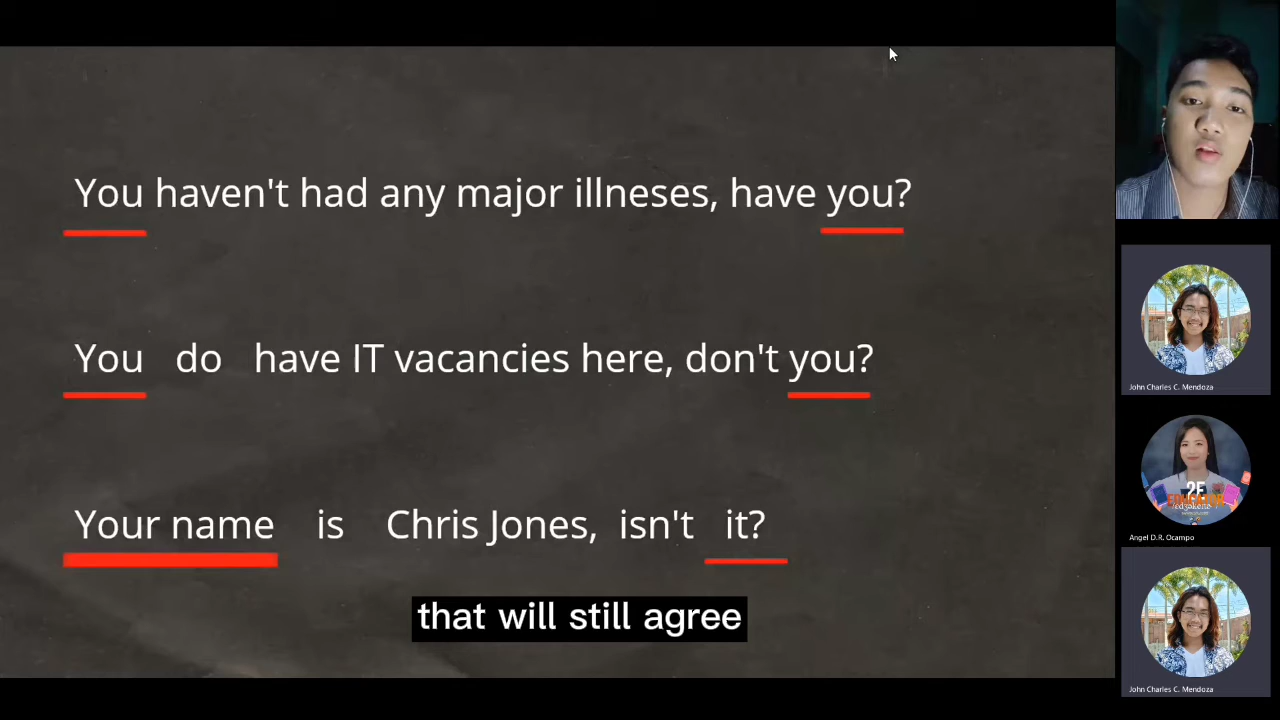 You haven't had any major illneses, have you?
You do have IT vacancies here, don't you?
Your name is Chris Jones, isn't it?
that will still agree
John Charles C. Mendoza
EDUCATOR
Angel D.R. Ocampo
John Charles C. Mendoza